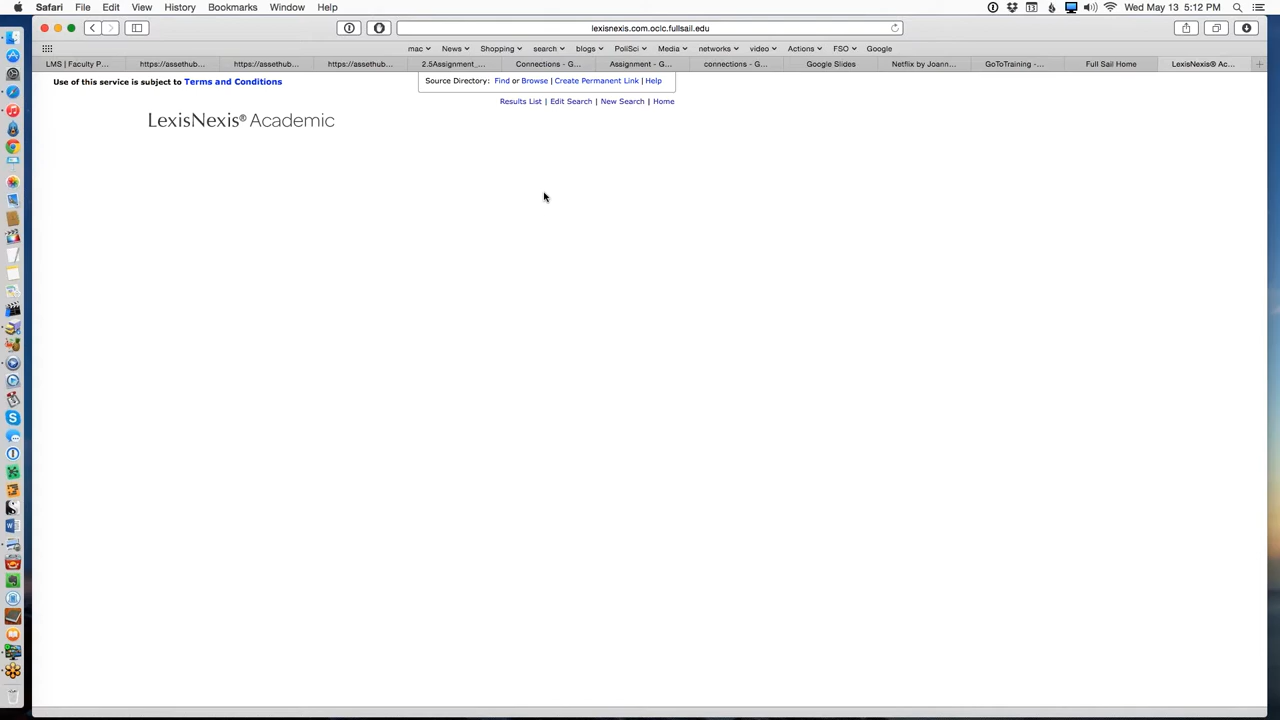 Safari File Edit View History Bookmarks Window Help 13 Wed May 13 5:12 PM
lexisnexis.com.oclc.fullsail.edu
mac News Shopping search blogs PoliSci Media networks video Actions FSO Google
LMS | Faculty P... https://assethub... https://assethub... https://assethub... 2.5Assignment_... Connections - G... Assignment - G... connections - G... Google Slides Netflix by Joann... GoToTraining -... Full Sail Home LexisNexis® Ac...
Use of this service is subject to Terms and Conditions
Source Directory: Find or Browse | Create Permanent Link | Help
Results List | Edit Search | New Search | Home
LexisNexis® Academic